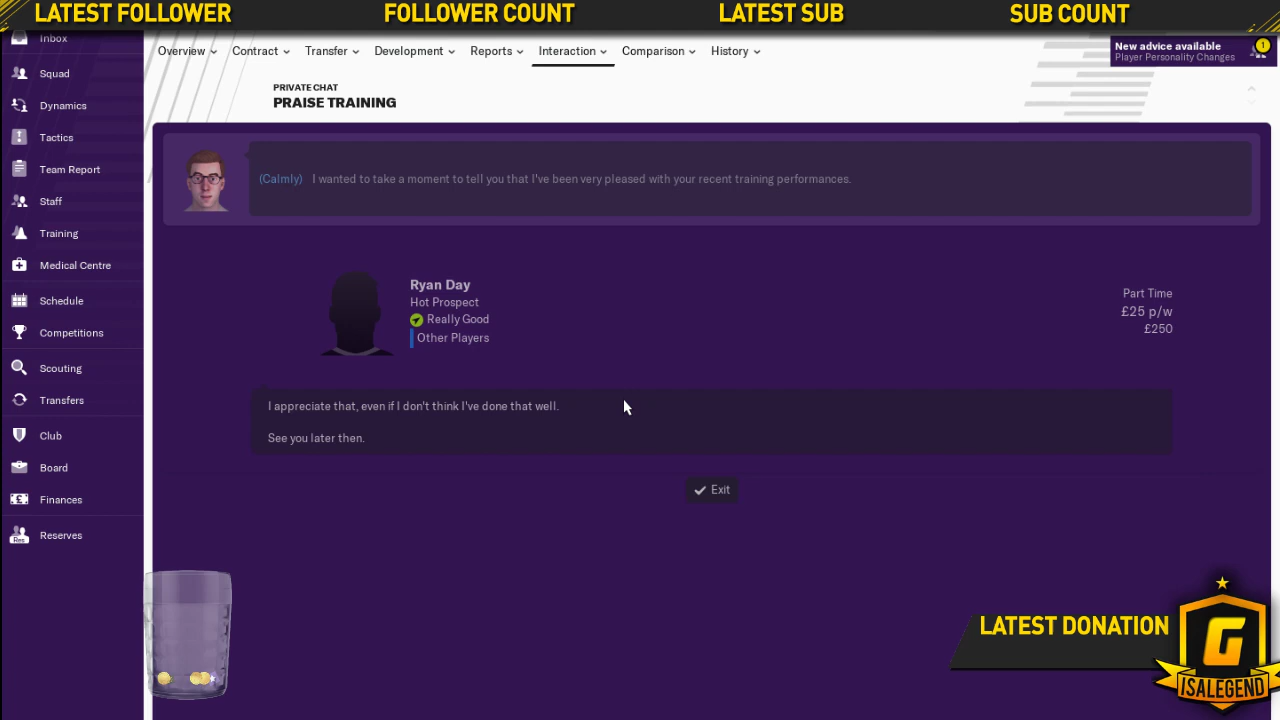 LATEST FOLLOWER
FOLLOWER COUNT
LATEST SUB
SUB COUNT
Inbox
Overview
Contract
Transfer
Development
Reports
Interaction
Comparison
History
New advice available
Player Personality Changes
1
PRIVATE CHAT
PRAISE TRAINING
Squad
Dynamics
Tactics
Team Report
Staff
Training
Medical Centre
Schedule
Competitions
Scouting
Transfers
Club
Board
Finances
Res
Reserves
(Calmly) I wanted to take a moment to tell you that I've been very pleased with your recent training performances.
Ryan Day
Hot Prospect
Really Good
Other Players
Part Time
£25 p/w
£250
I appreciate that, even if I don't think I've done that well.
See you later then.
Exit
LATEST DONATION
G
ISALEGEND